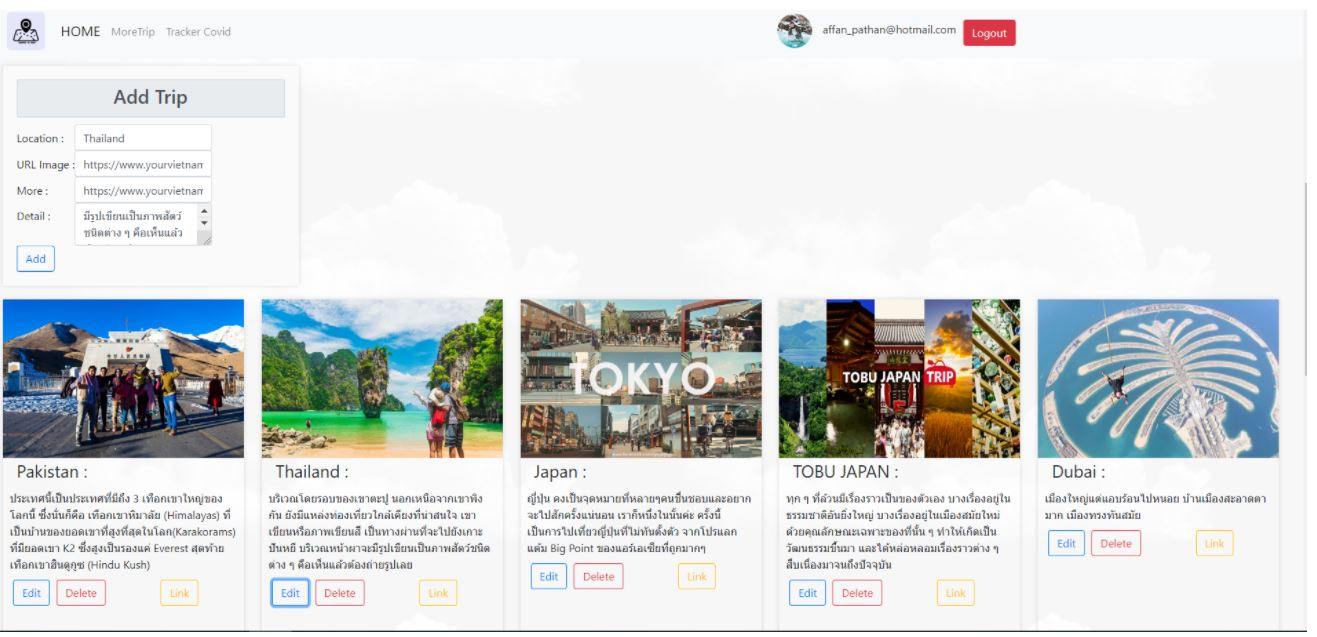 HOME MoreTrip Tracker Covid
affan_pathan@hotmail.com Logout
Add Trip
Location : Thailand
URL Image : https://www.yourvietnam
More : https://www.yourvietnam
Detail : มีรูปเขียนเป็นภาพสัตว์
ชนิดต่าง ๆ คือเห็นแล้ว
Add
TOKYO
TOBU JAPAN TRIP
Pakistan :
ประเทศนี้เป็นประเทศที่มีถึง 3 เทือกเขาใหญ่ของ
โลกนี้ ซึ่งนั่นก็คือ เทือกเขาหิมาลัย (Himalayas) ที่
เป็นบ้านของยอดเขาที่สูงที่สุดในโลก(Karakorams)
ที่มียอดเขา K2 ซึ่งสูงเป็นรองแค่ Everest สุดท้าย
เทือกเขาฮินดูกูซ (Hindu Kush)
Edit Delete Link
Thailand :
บริเวณโดยรอบของเขาตะปู นอกเหนือจากเขาพิง
กัน ยังมีแหล่งท่องเที่ยวใกล้เคียงที่น่าสนใจ เขา
เขียนหรือภาพเขียนสี เป็นทางผ่านที่จะไปยังเกาะ
ปันหยี บริเวณหน้าผาจะมีรูปเขียนเป็นภาพสัตว์ชนิด
ต่าง ๆ คือเห็นแล้วต้องถ่ายรูปเลย
Edit Delete Link
Japan :
ญี่ปุ่น คงเป็นจุดหมายที่หลายๆคนชื่นชอบและอยาก
จะไปสักครั้งแน่นอน เราก็หนึ่งในนั้นค่ะ ครั้งนี้
เป็นการไปเที่ยวญี่ปุ่นที่ไม่ทันตั้งตัว จากโปรแลก
แต้ม Big Point ของแอร์เอเชียที่ถูกมากๆ
Edit Delete Link
TOBU JAPAN :
ทุก ๆ ที่ล้วนมีเรื่องราวเป็นของตัวเอง บางเรื่องอยู่ใน
ธรรมชาติอันยิ่งใหญ่ บางเรื่องอยู่ในเมืองสมัยใหม่
ด้วยคุณลักษณะเฉพาะของที่นั้น ๆ ทำให้เกิดเป็น
วัฒนธรรมขึ้นมา และได้หล่อหลอมเรื่องราวต่าง ๆ
สืบเนื่องมาจนถึงปัจจุบัน
Edit Delete Link
Dubai :
เมืองใหญ่แต่แอบร้อนไปหนอย บ้านเมืองสะอาดตา
มาก เมืองทรงทันสมัย
Edit Delete Link